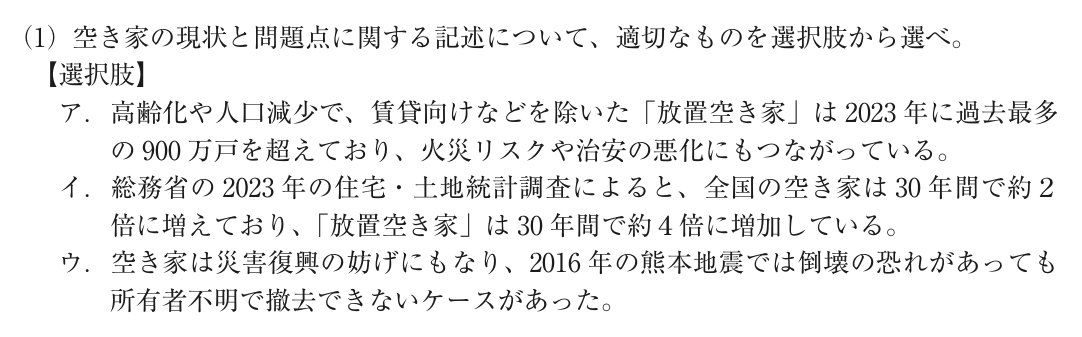 (1) 空き家の現状と問題点に関する記述について、適切なものを選択肢から選べ。
【選択肢】
ア．高齢化や人口減少で、賃貸向けなどを除いた「放置空き家」は 2023 年に過去最多
の 900 万戸を超えており、火災リスクや治安の悪化にもつながっている。
イ．総務省の 2023 年の住宅・土地統計調査によると、全国の空き家は 30 年間で約２
倍に増えており、「放置空き家」は 30 年間で約４倍に増加している。
ウ．空き家は災害復興の妨げにもなり、2016 年の熊本地震では倒壊の恐れがあっても
所有者不明で撤去できないケースがあった。